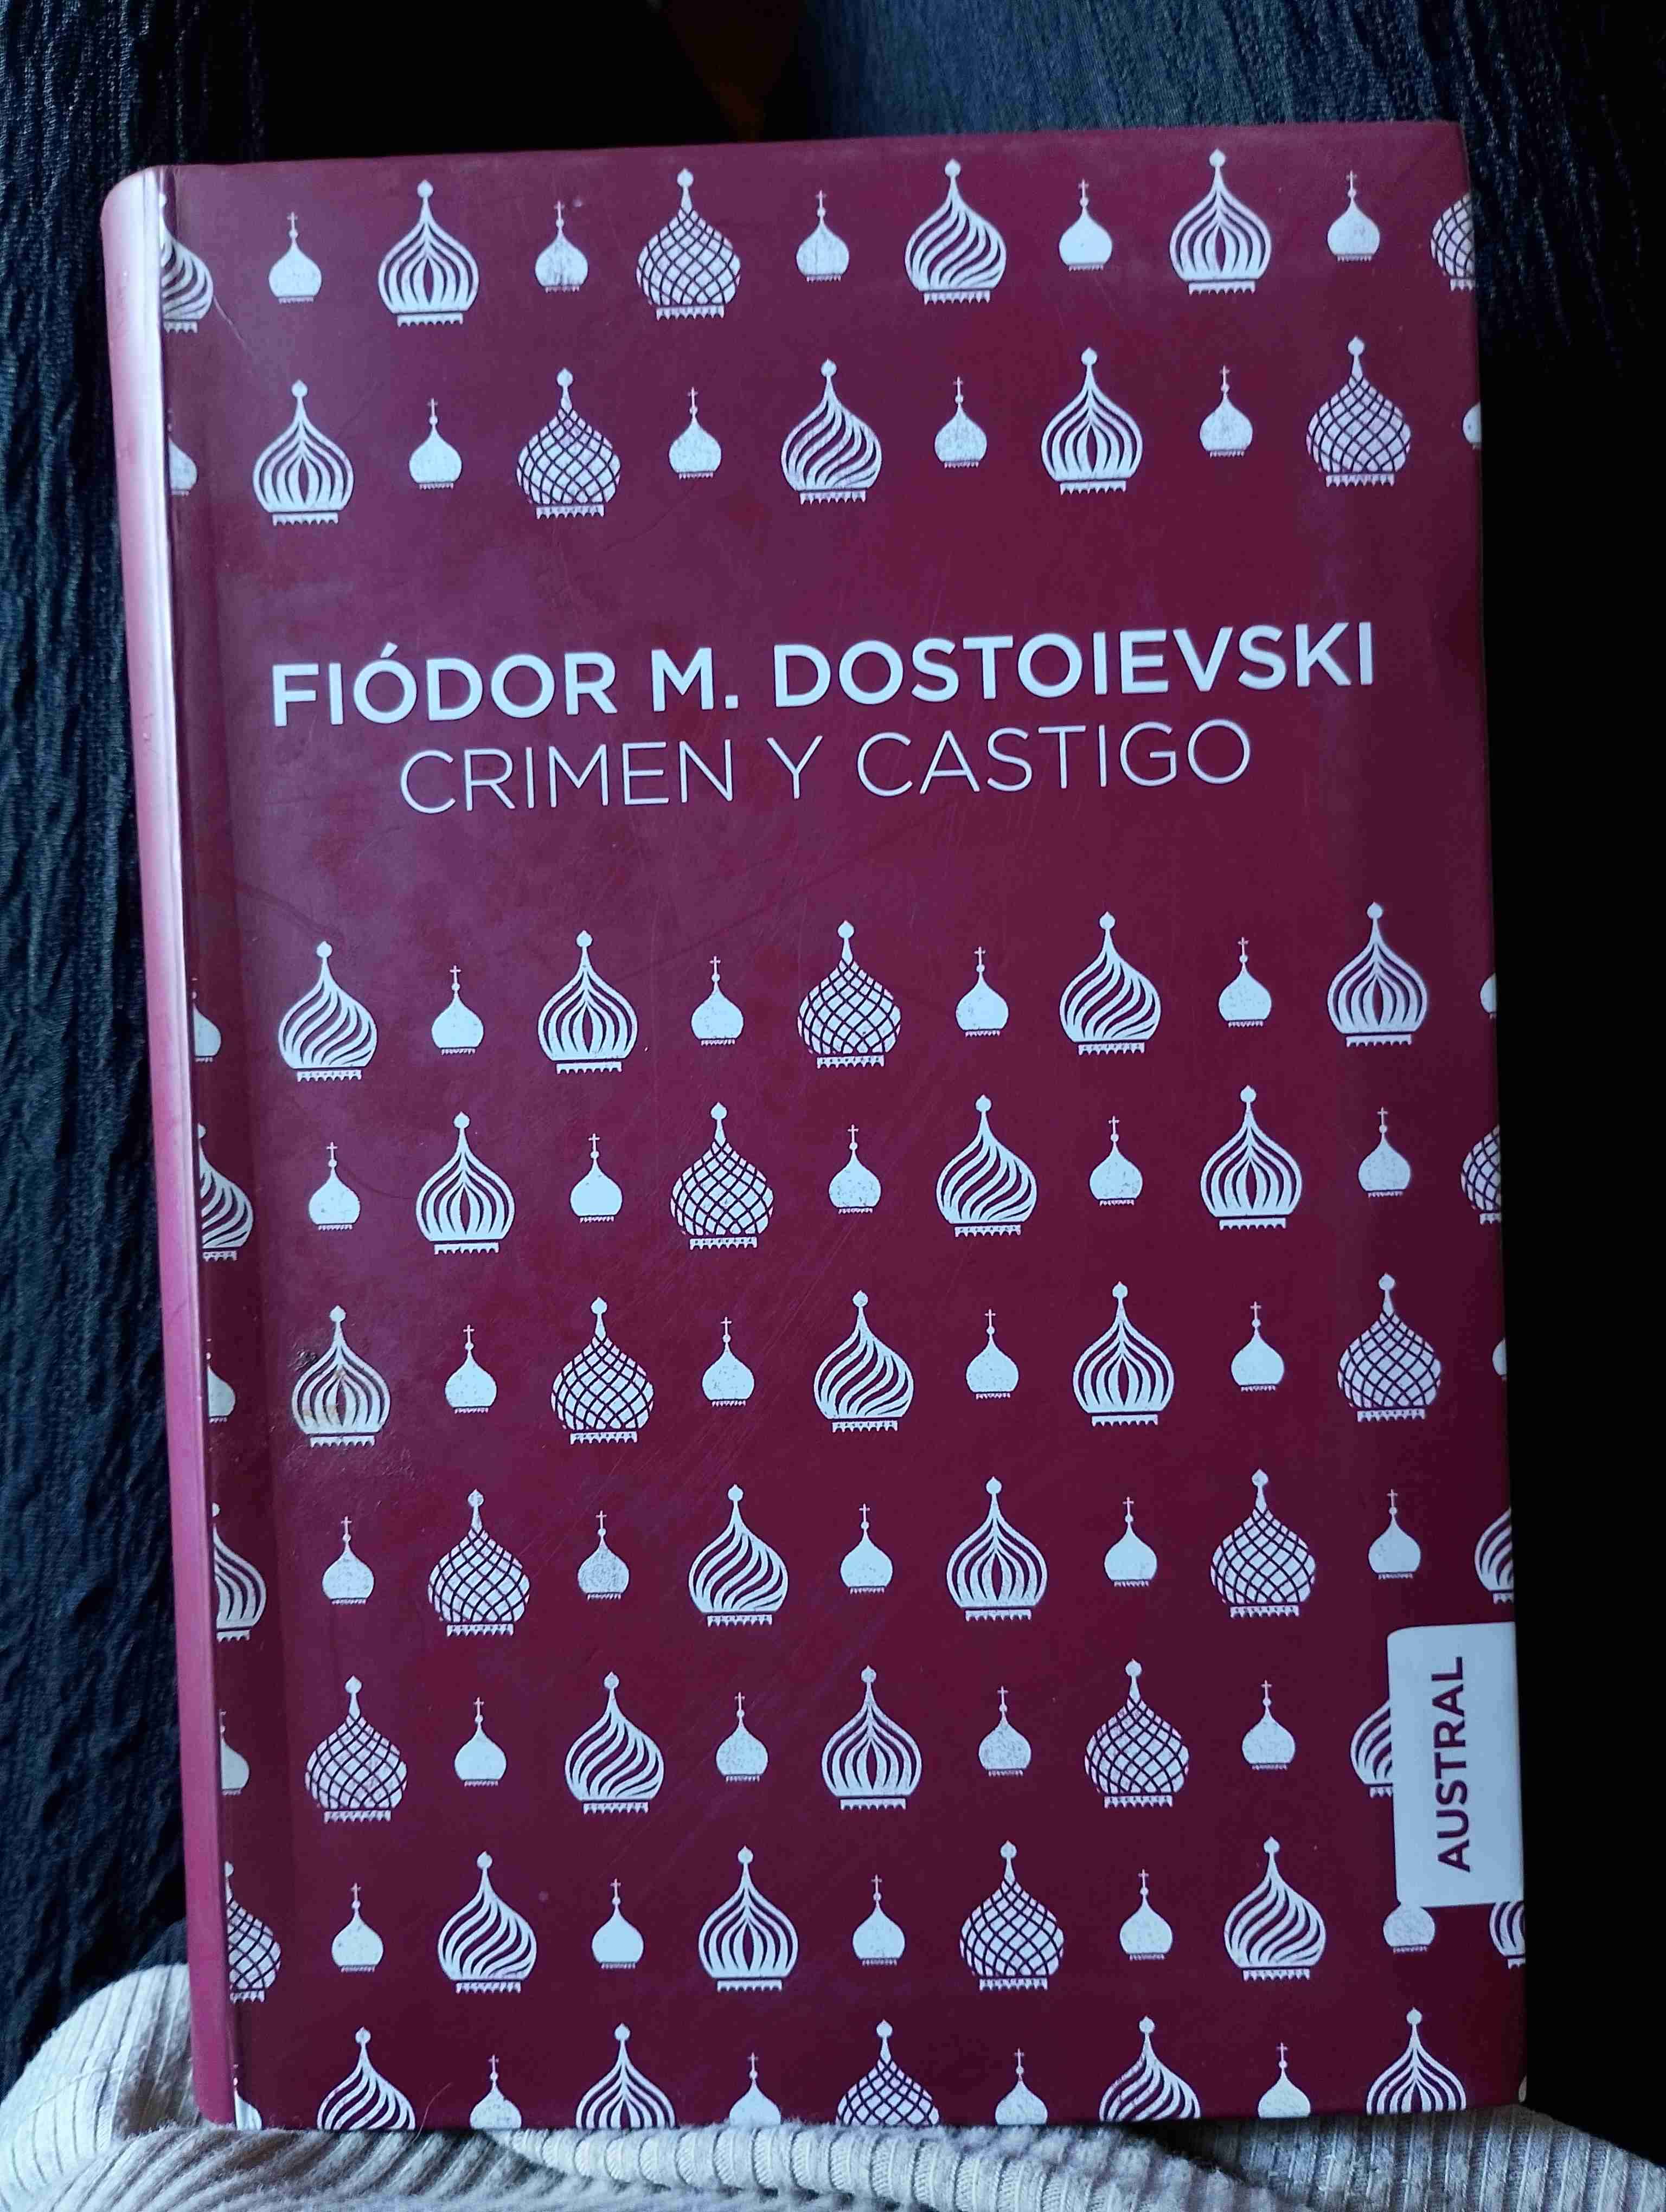 FIÓDOR M. DOSTOIEVSKI
CRIMEN Y CASTIGO
AUSTRAL